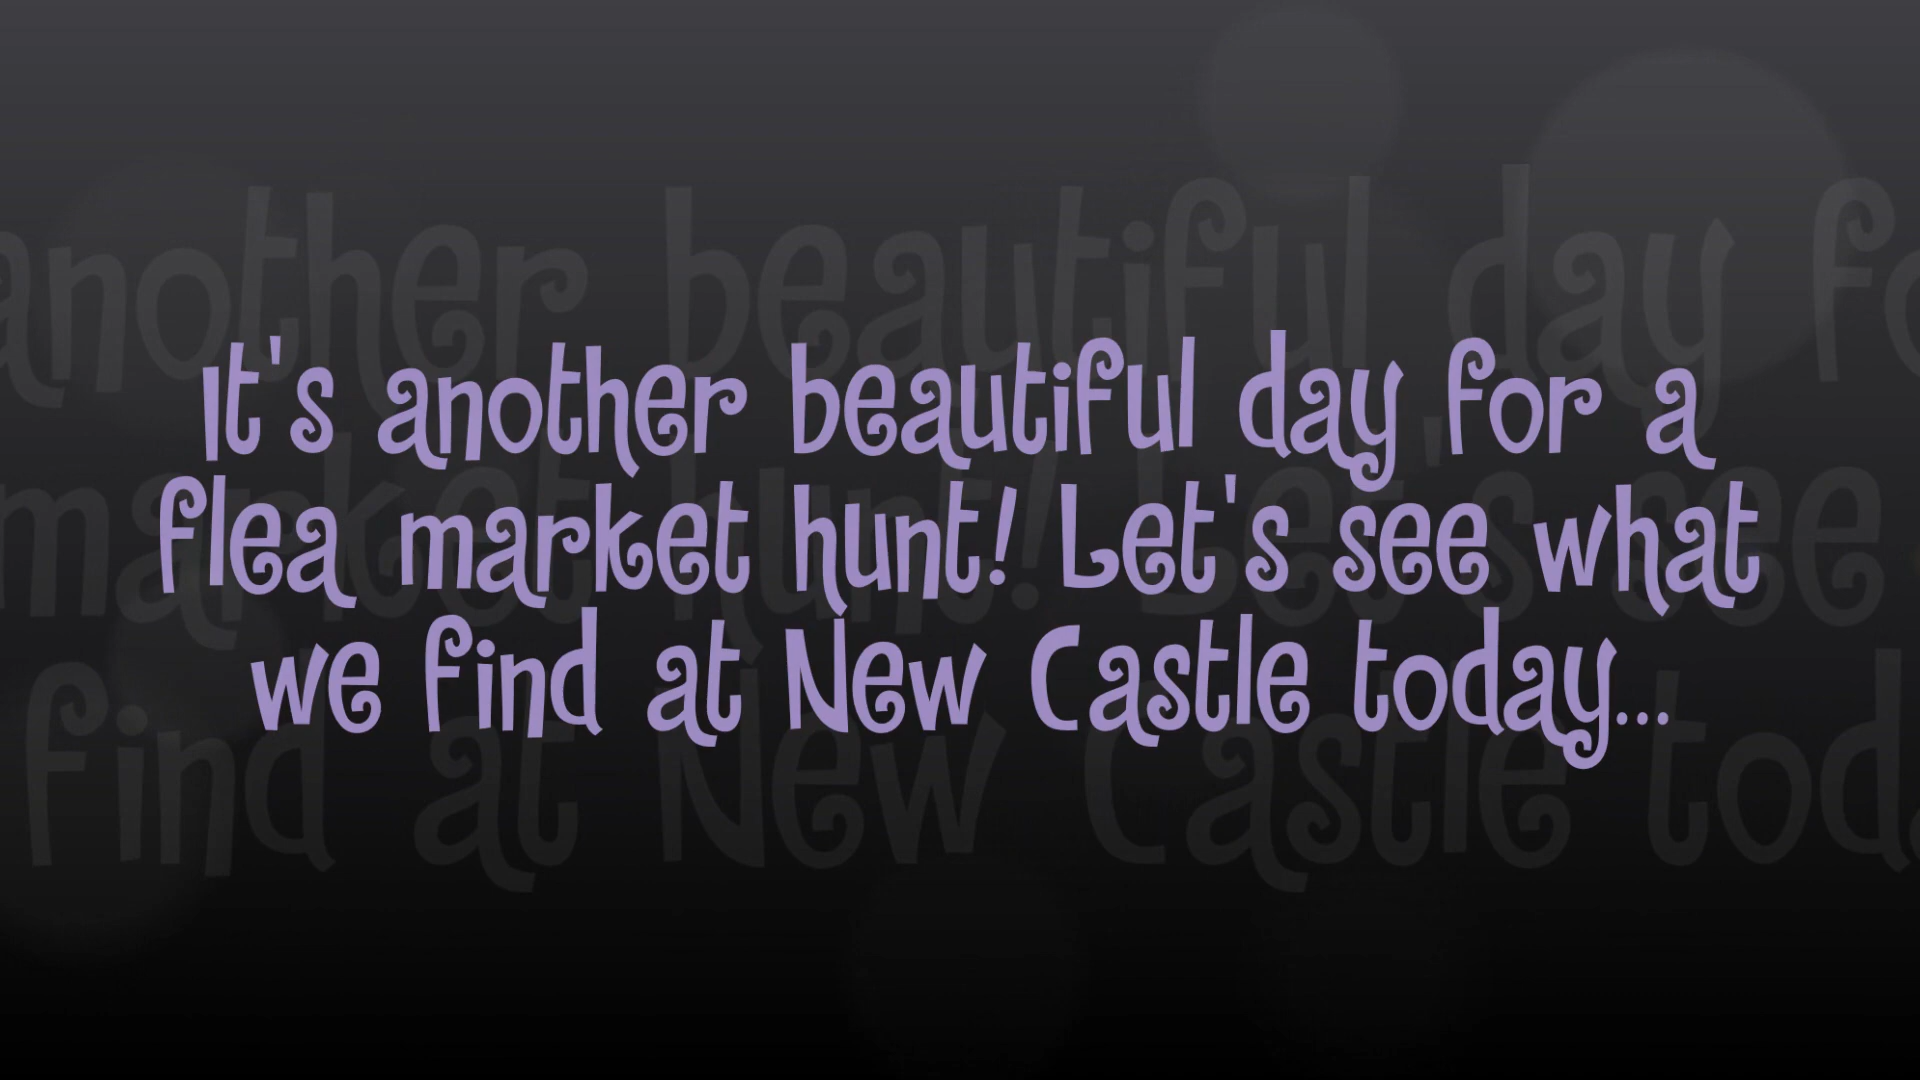 It's another beautiful day for a
flea market hunt! Let's see what
we find at New Castle today...